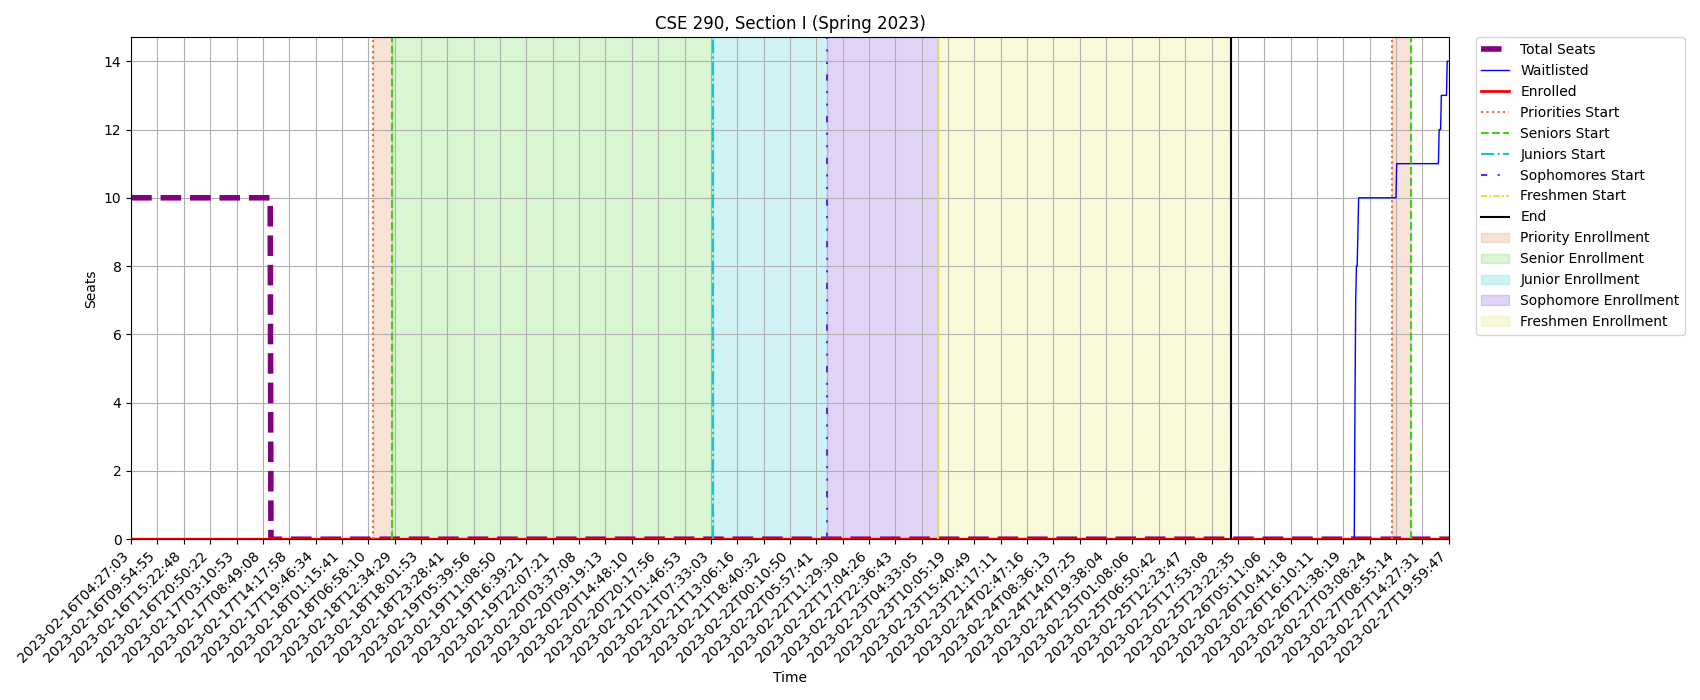 CSE 290, Section I (Spring 2023)
Seats
14
12
10
8
6
4
2
0
2023-02-16T04:27:03
2023-02-16T09:54:55
2023-02-16T15:22:48
2023-02-16T20:50:22
2023-02-17T03:10:53
2023-02-17T08:49:08
2023-02-17T14:17:58
2023-02-17T19:46:34
2023-02-18T01:15:41
2023-02-18T06:58:10
2023-02-18T12:34:29
2023-02-18T18:01:53
2023-02-18T23:28:41
2023-02-19T05:39:56
2023-02-19T11:08:50
2023-02-19T16:39:21
2023-02-19T22:07:21
2023-02-20T03:37:08
2023-02-20T09:19:13
2023-02-20T14:48:10
2023-02-20T20:17:56
2023-02-21T01:46:53
2023-02-21T07:33:03
2023-02-21T13:06:16
2023-02-21T18:40:32
2023-02-22T00:10:50
2023-02-22T05:57:41
2023-02-22T11:29:30
2023-02-22T17:04:26
2023-02-22T22:36:43
2023-02-23T04:33:05
2023-02-23T10:05:19
2023-02-23T15:40:49
2023-02-23T21:17:11
2023-02-24T02:47:16
2023-02-24T08:36:13
2023-02-24T14:07:25
2023-02-24T19:38:04
2023-02-25T01:08:06
2023-02-25T06:50:42
2023-02-25T12:23:47
2023-02-25T17:53:08
2023-02-25T23:22:35
2023-02-26T05:11:06
2023-02-26T10:41:18
2023-02-26T16:10:11
2023-02-26T21:38:19
2023-02-27T03:08:24
2023-02-27T08:55:14
2023-02-27T14:27:31
2023-02-27T19:59:47
Time
Total Seats
Waitlisted
Enrolled
Priorities Start
Seniors Start
Juniors Start
Sophomores Start
Freshmen Start
End
Priority Enrollment
Senior Enrollment
Junior Enrollment
Sophomore Enrollment
Freshmen Enrollment